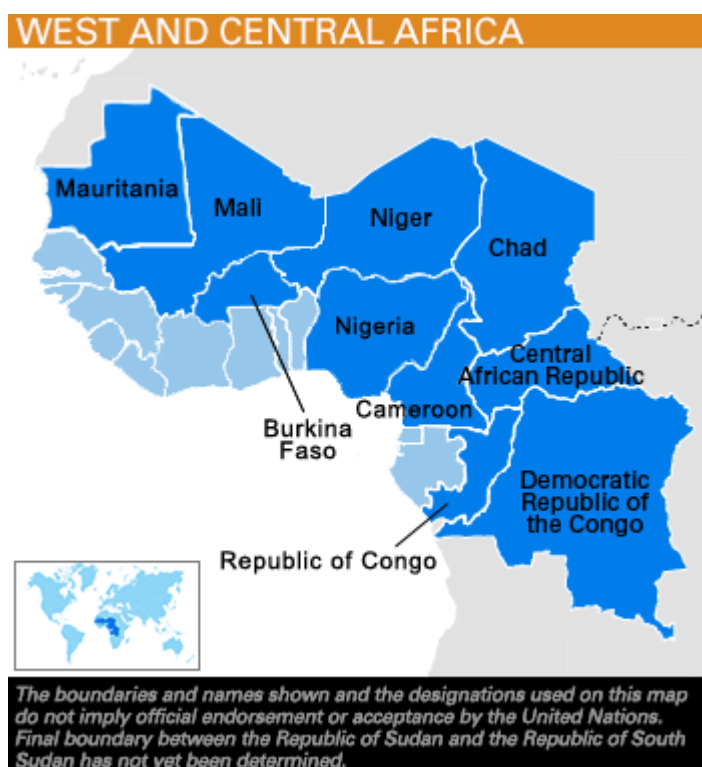 WEST AND CENTRAL AFRICA
Mauritania
Mali
Niger
Chad
Nigeria
Central
African Republic
Cameroon
Burkina
Faso
Democratic
Republic of
the Congo
Republic of Congo
The boundaries and names shown and the designations used on this map
do not imply official endorsement or acceptance by the United Nations.
Final boundary between the Republic of Sudan and the Republic of South
Sudan has not yet been determined.